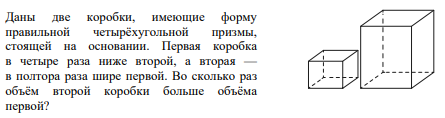 Даны две коробки, имеющие форму
правильной четырёхугольной призмы,
стоящей на основании. Первая коробка
в четыре раза ниже второй, а вторая —
в полтора раза шире первой. Во сколько раз
объём второй коробки больше объёма
первой?